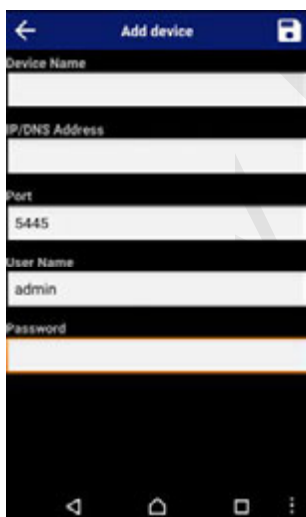 Add device
Device Name
IP/DNS Address
Port
5445
User Name
admin
Password